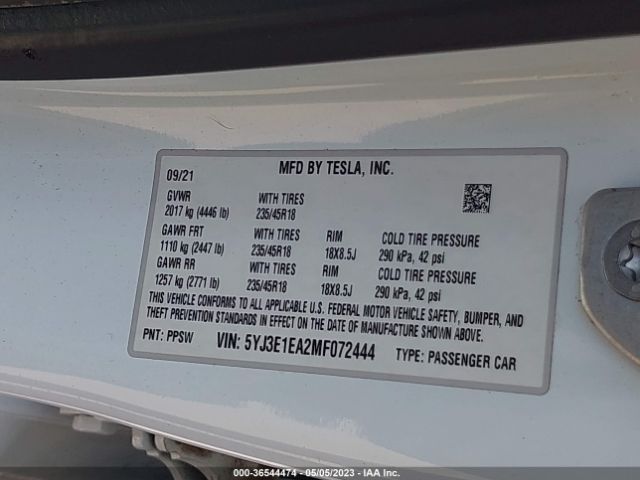 09/21 MFD BY TESLA, INC.
GVWR WITH TIRES
2017 kg (4446 lb) 235/45R18
GAWR FRT WITH TIRES RIM COLD TIRE PRESSURE
1110 kg (2447 lb) 235/45R18 18X8.5J 290 kPa, 42 psi
GAWR RR WITH TIRES RIM COLD TIRE PRESSURE
1257 kg (2771 lb) 235/45R18 18X8.5J 290 kPa, 42 psi
THIS VEHICLE CONFORMS TO ALL APPLICABLE U.S. FEDERAL MOTOR VEHICLE SAFETY, BUMPER, AND
THEFT PREVENTION STANDARDS IN EFFECT ON THE DATE OF MANUFACTURE SHOWN ABOVE.
PNT: PPSW VIN: 5YJ3E1EA2MF072444 TYPE: PASSENGER CAR
000-36544474 - 05/05/2023 - IAA Inc.